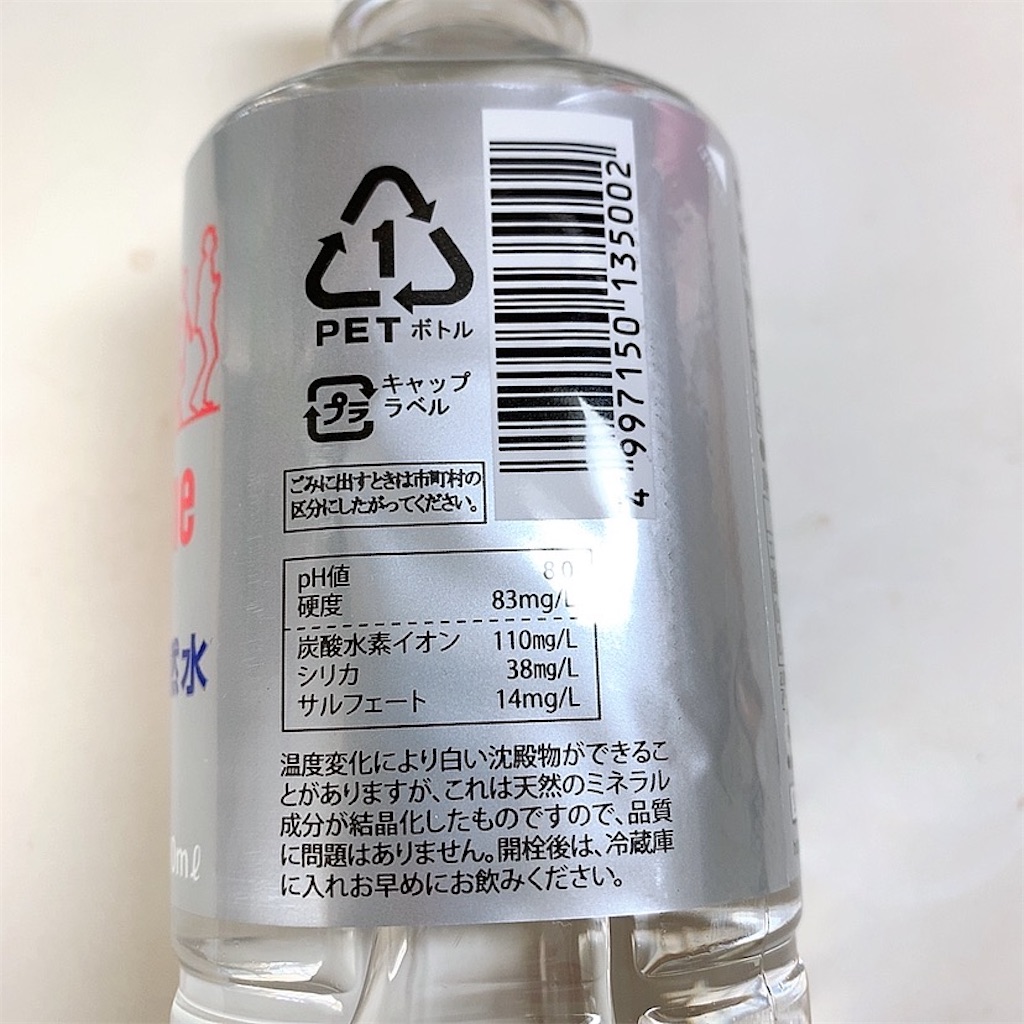 1
PET ボトル
プラ
キャップ
ラベル
ごみに出すときは市町村の
区分にしたがってください。
4 997150 135002
pH値 8.0
硬度 83mg/L
炭酸水素イオン 110mg/L
シリカ 38mg/L
サルフェート 14mg/L
温度変化により白い沈殿物ができるこ
とがありますが、これは天然のミネラル
成分が結晶化したものですので、品質
に問題はありません。開栓後は、冷蔵庫
に入れお早めにお飲みください。
e
水
0mℓ